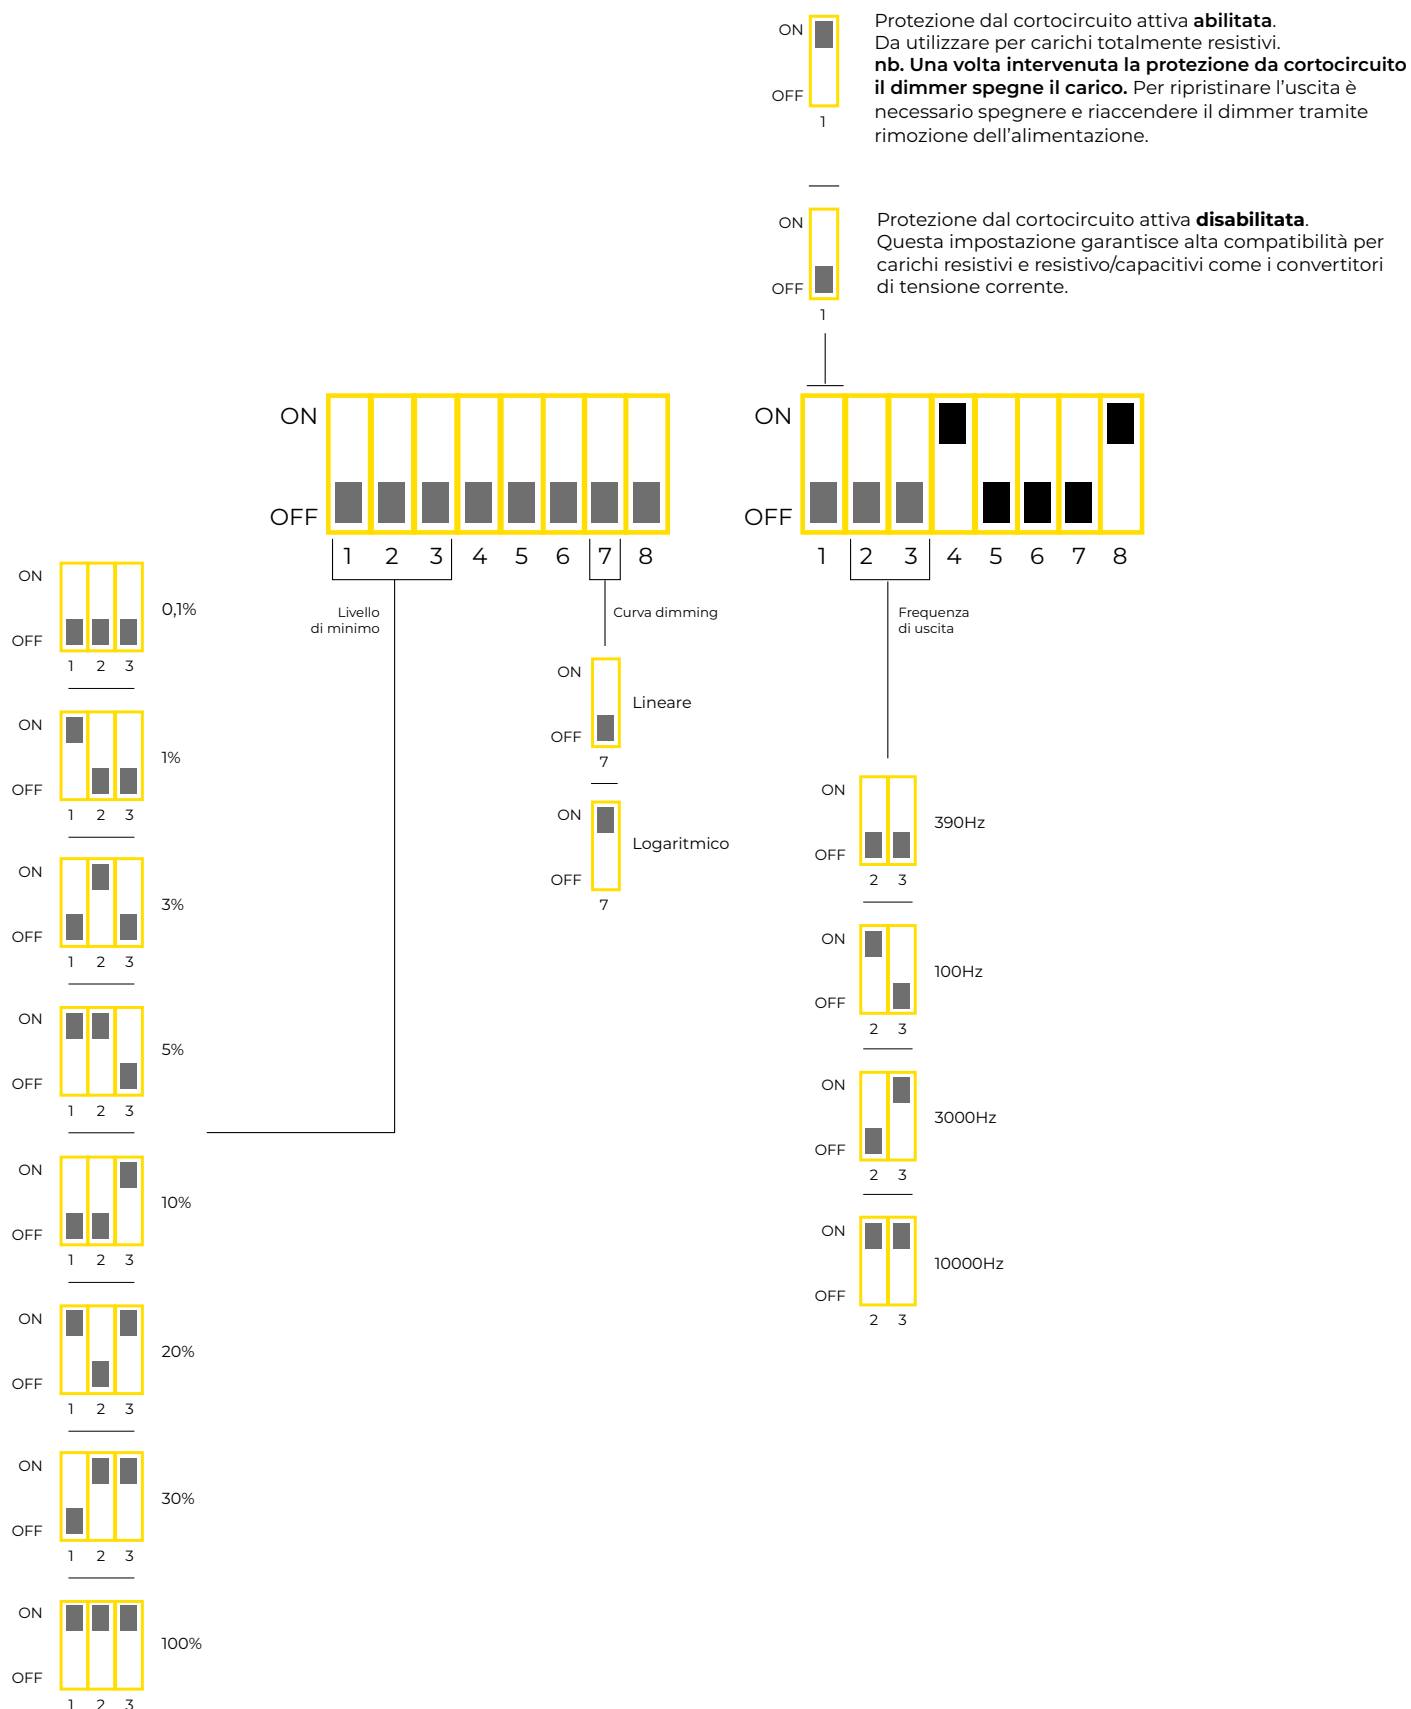 ON
OFF
1
Protezione dal cortocircuito attiva abilitata.
Da utilizzare per carichi totalmente resistivi.
nb. Una volta intervenuta la protezione da cortocircuito
il dimmer spegne il carico. Per ripristinare l'uscita è
necessario spegnere e riaccendere il dimmer tramite
rimozione dell'alimentazione.
ON
OFF
1
Protezione dal cortocircuito attiva disabilitata.
Questa impostazione garantisce alta compatibilità per
carichi resistivi e resistivo/capacitivi come i convertitori
di tensione corrente.
ON
OFF
1 2 3 4 5 6 7 8
ON
OFF
1 2 3 4 5 6 7 8
Livello
di minimo
Curva dimming
Frequenza
di uscita
ON
OFF
1 2 3
0,1%
ON
OFF
1 2 3
1%
ON
OFF
1 2 3
3%
ON
OFF
1 2 3
5%
ON
OFF
1 2 3
10%
ON
OFF
1 2 3
20%
ON
OFF
1 2 3
30%
ON
OFF
1 2 3
100%
ON
OFF
7
Lineare
ON
OFF
7
Logaritmico
ON
OFF
2 3
390Hz
ON
OFF
2 3
100Hz
ON
OFF
2 3
3000Hz
ON
OFF
2 3
10000Hz